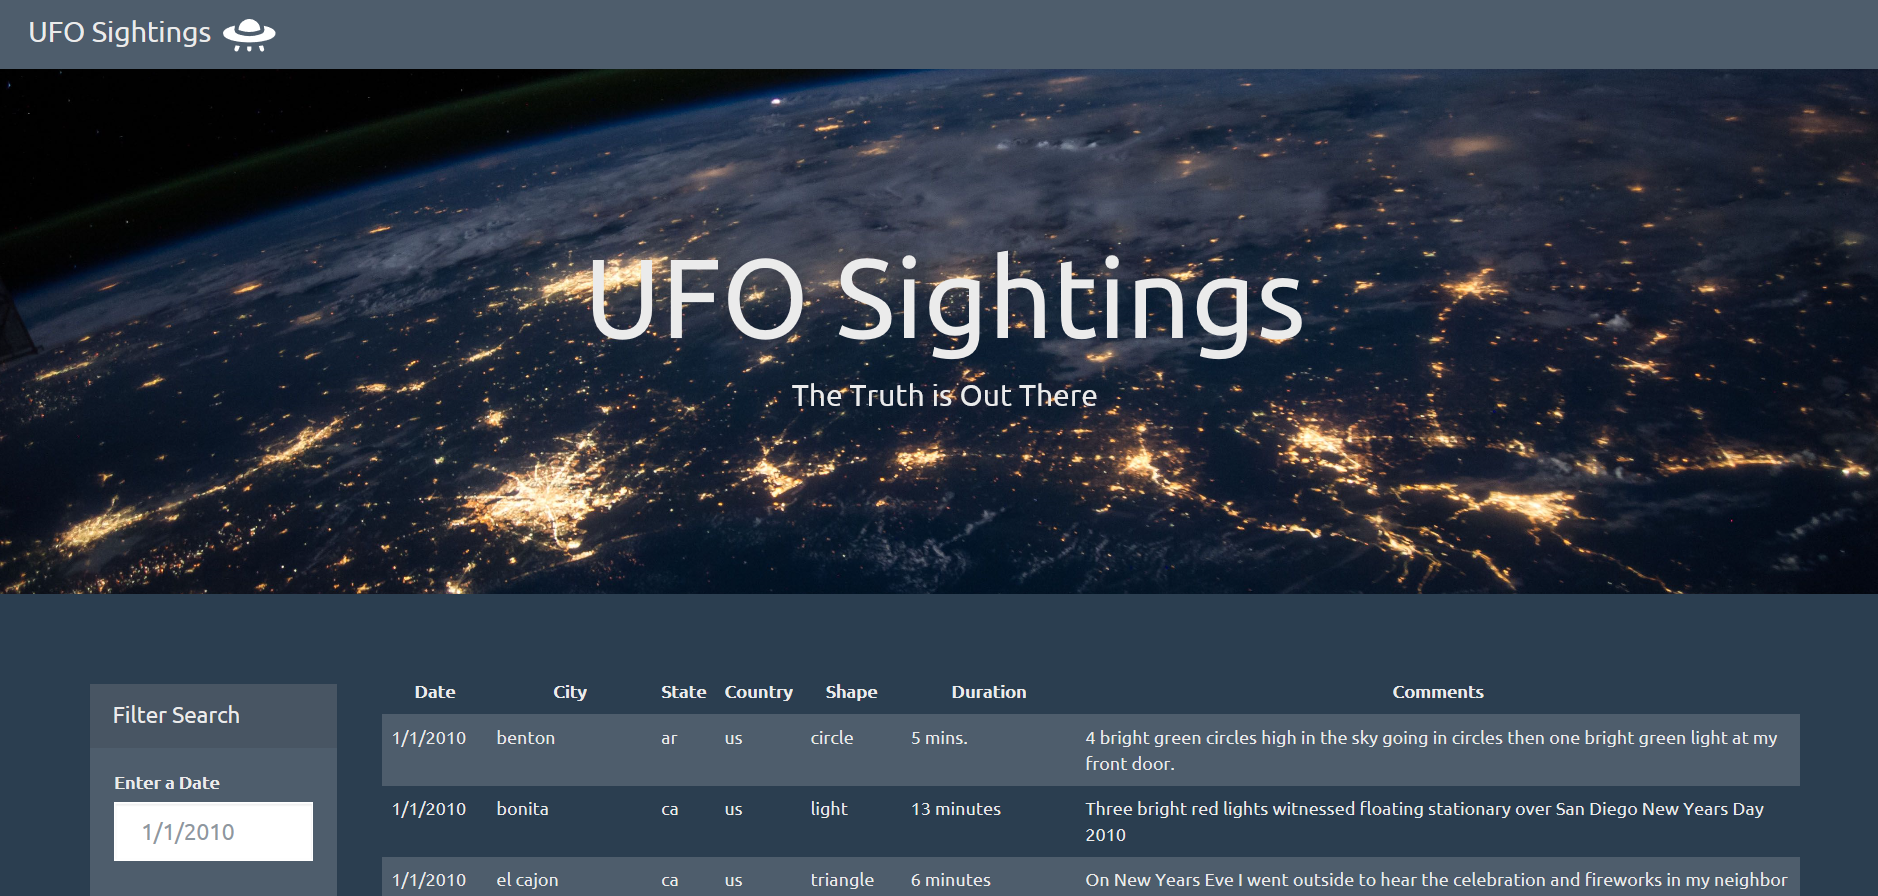 UFO Sightings
UFO Sightings
The Truth is Out There
Filter Search
Enter a Date
1/1/2010
Date City State Country Shape Duration Comments
1/1/2010 benton ar us circle 5 mins. 4 bright green circles high in the sky going in circles then one bright green light at my
front door.
1/1/2010 bonita ca us light 13 minutes Three bright red lights witnessed floating stationary over San Diego New Years Day
2010
1/1/2010 el cajon ca us triangle 6 minutes On New Years Eve I went outside to hear the celebration and fireworks in my neighbor